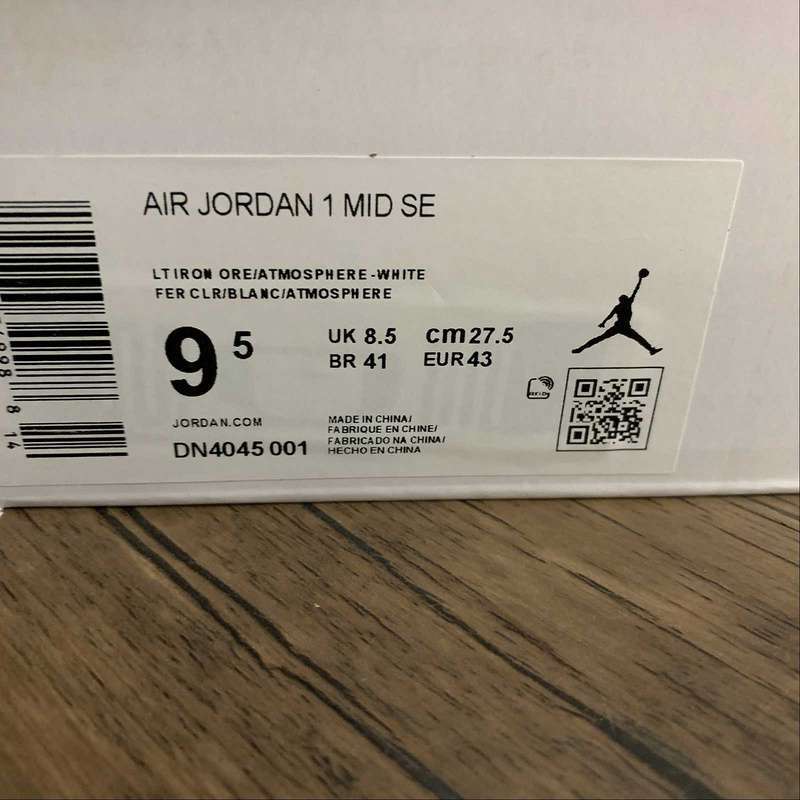 AIR JORDAN 1 MID SE
LT IRON ORE/ATMOSPHERE-WHITE
FER CLR/BLANC/ATMOSPHERE
9 5
UK 8.5 cm 27.5
BR 41 EUR 43
JORDAN.COM
DN4045 001
MADE IN CHINA/
FABRIQUE EN CHINE/
FABRICADO NA CHINA/
HECHO EN CHINA
8 14